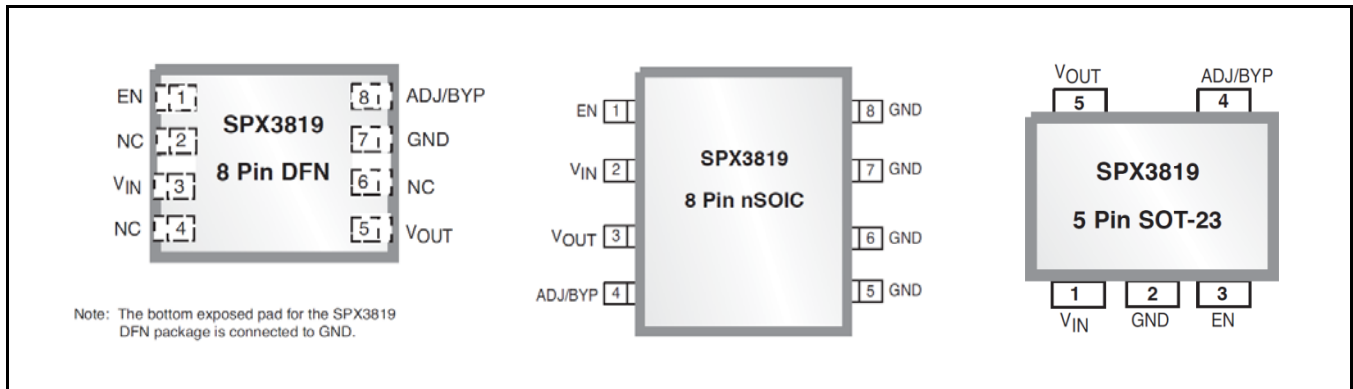 EN 1
NC 2
VIN 3
NC 4
SPX3819
8 Pin DFN
8 ADJ/BYP
7 GND
6 NC
5 VOUT
Note: The bottom exposed pad for the SPX3819
DFN package is connected to GND.
EN 1
VIN 2
VOUT 3
ADJ/BYP 4
SPX3819
8 Pin nSOIC
8 GND
7 GND
6 GND
5 GND
VOUT ADJ/BYP
5 4
SPX3819
5 Pin SOT-23
1 2 3
VIN GND EN